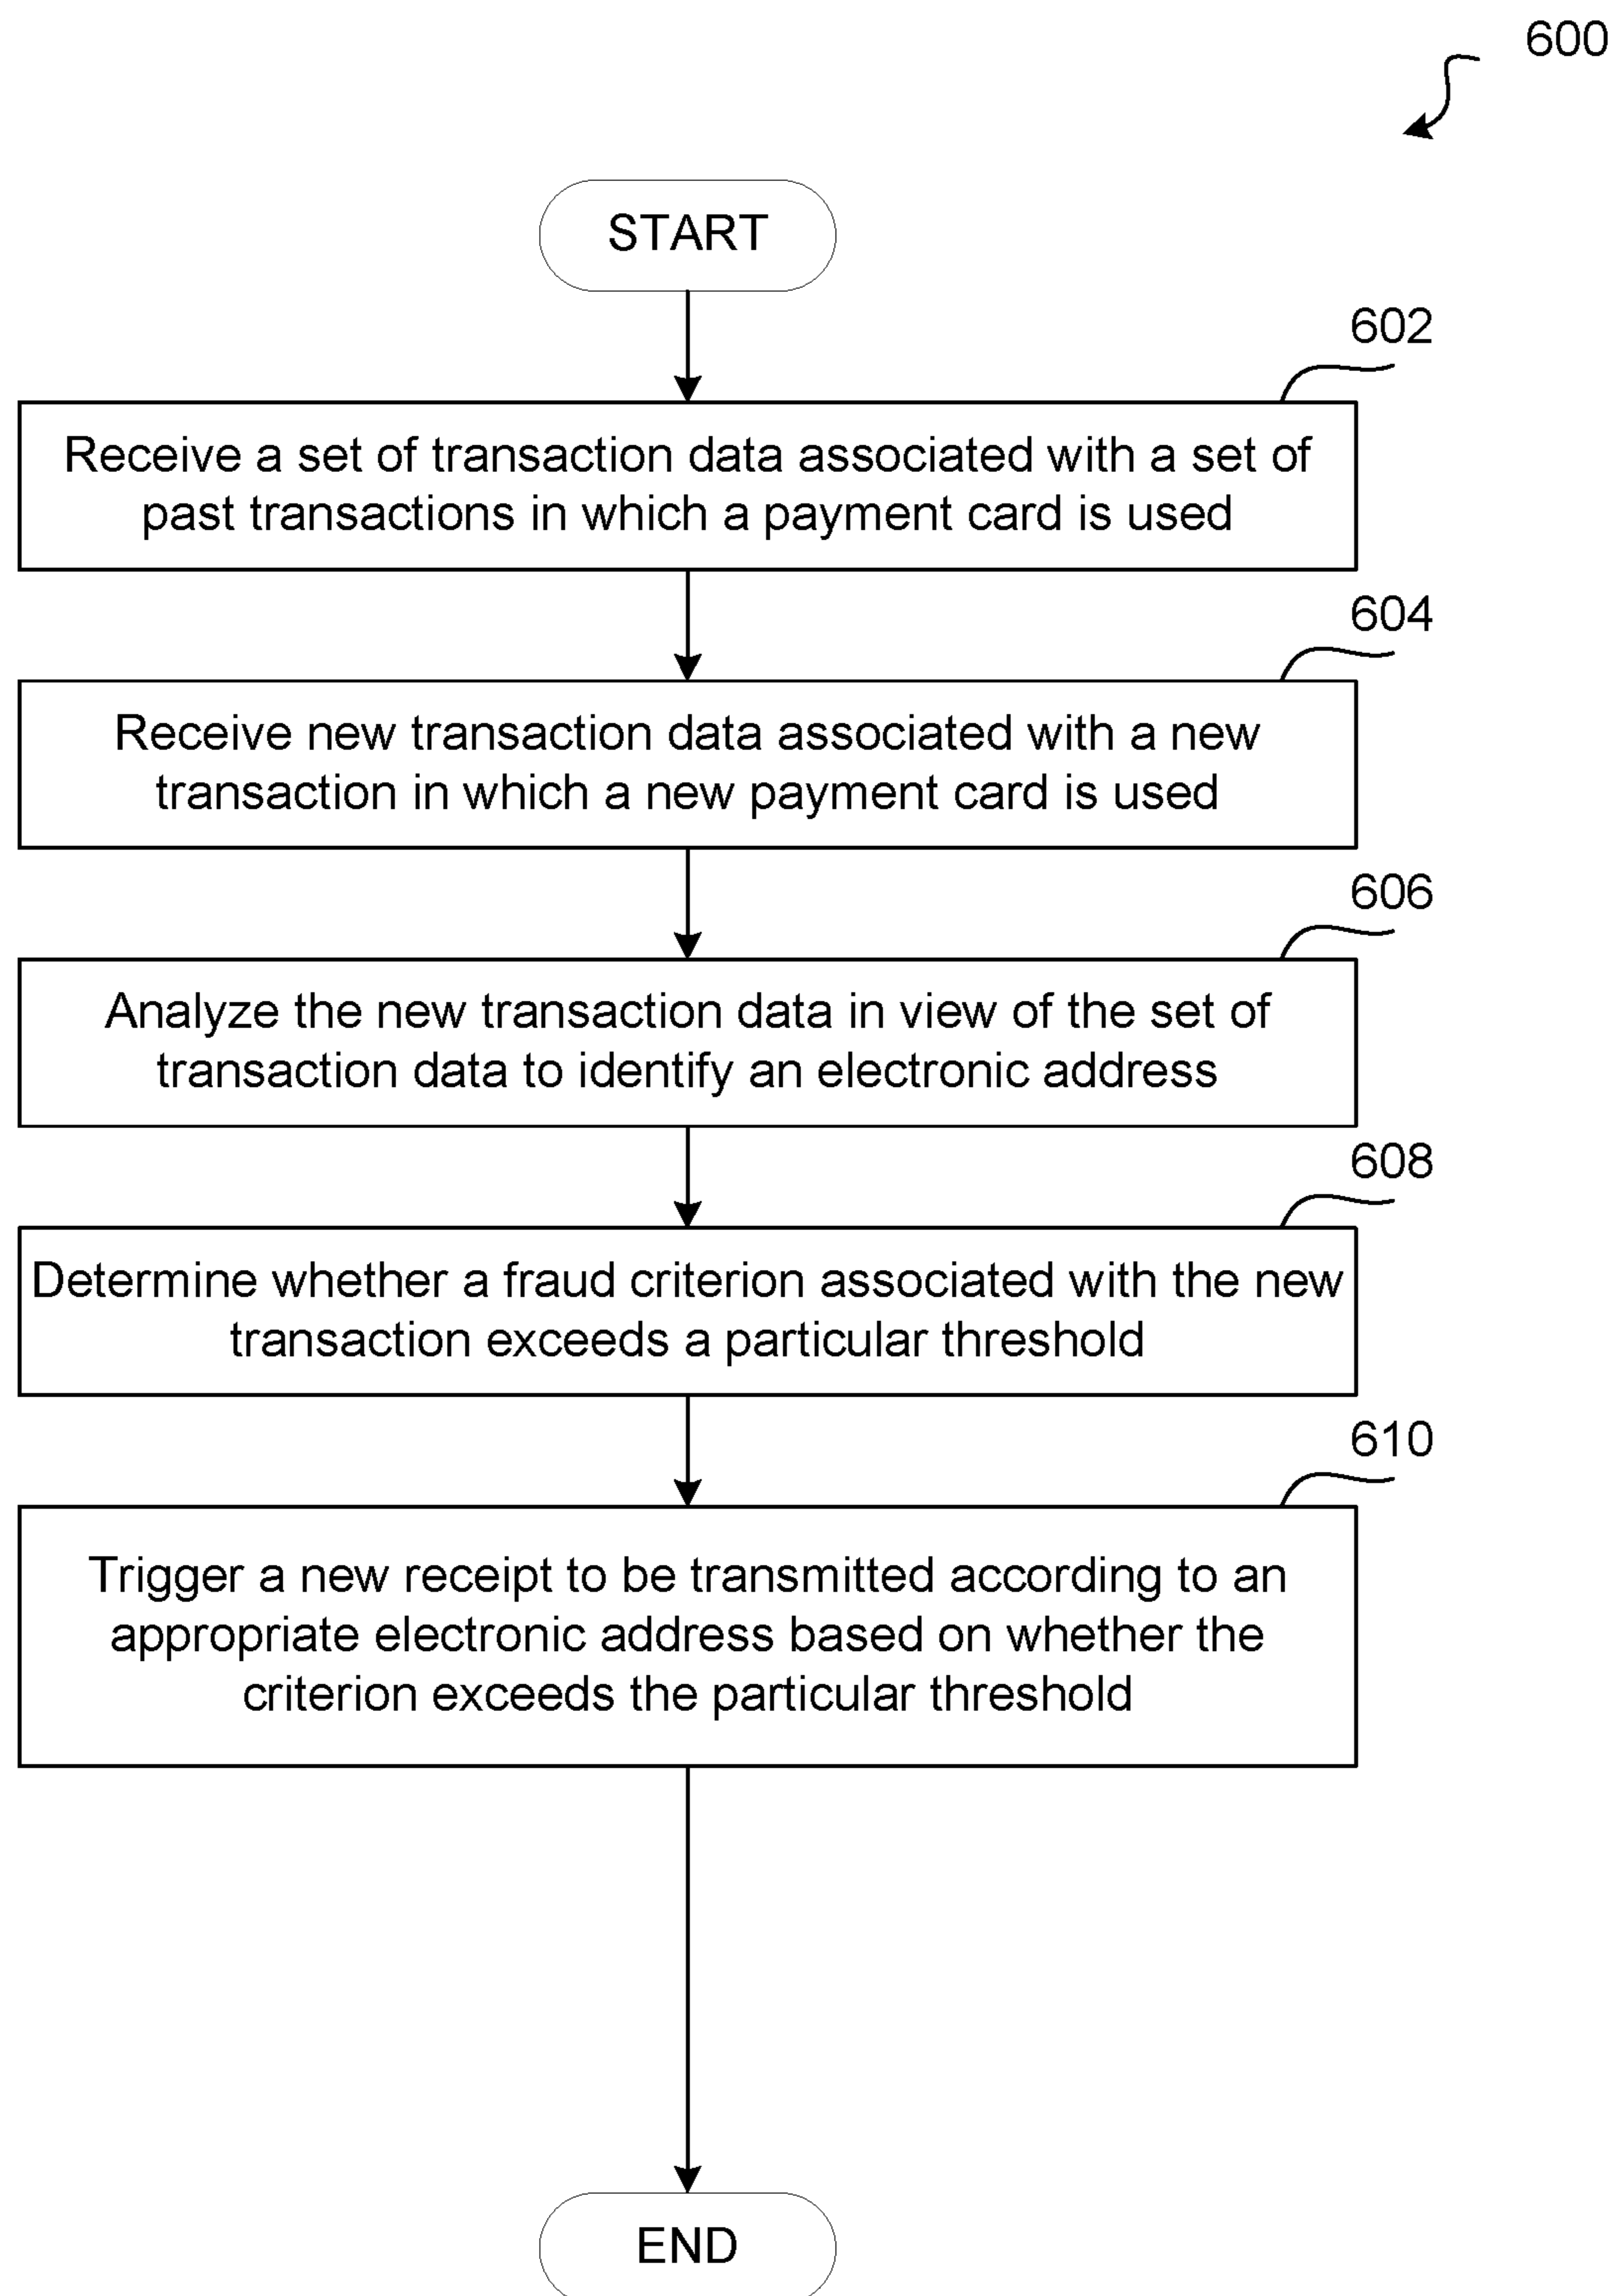 600
START
602
Receive a set of transaction data associated with a set of
past transactions in which a payment card is used
604
Receive new transaction data associated with a new
transaction in which a new payment card is used
606
Analyze the new transaction data in view of the set of
transaction data to identify an electronic address
608
Determine whether a fraud criterion associated with the new
transaction exceeds a particular threshold
610
Trigger a new receipt to be transmitted according to an
appropriate electronic address based on whether the
criterion exceeds the particular threshold
END